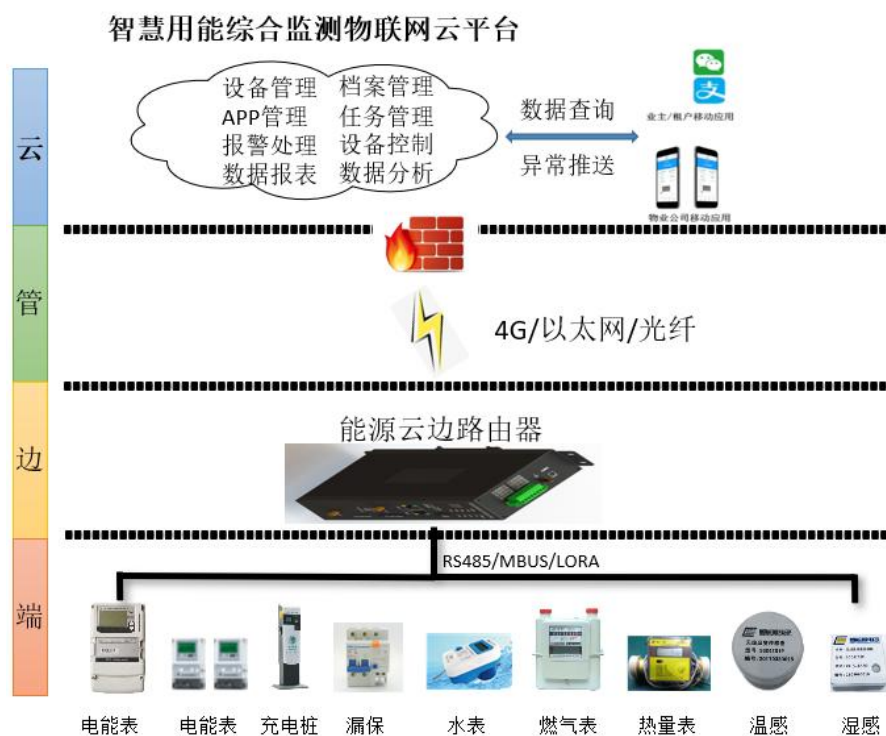 智慧用能综合监测物联网云平台
云
设备管理 档案管理
APP管理 任务管理
报警处理 设备控制
数据报表 数据分析
数据查询
异常推送
业主/租户移动应用
物业公司移动应用
管
4G/以太网/光纤
边
能源云边路由器
端
RS485/MBUS/LORA
电能表 电能表 充电桩 漏保 水表 燃气表 热量表 温感 湿感